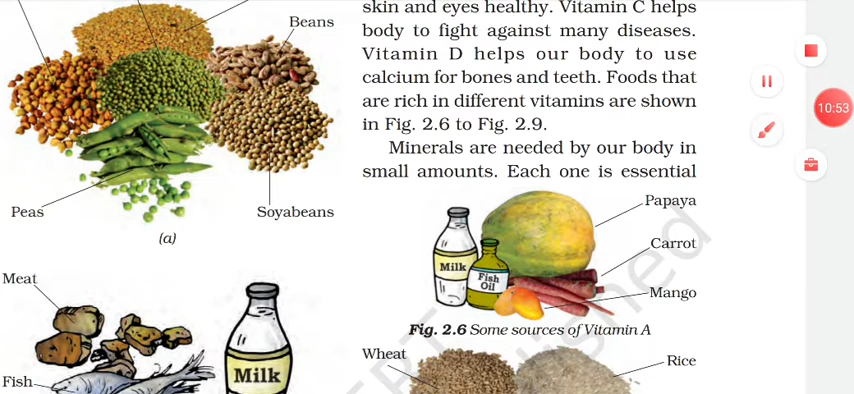 Beans
Peas
Soyabeans
(a)
Meat
Fish
Milk
skin and eyes healthy. Vitamin C helps
body to fight against many diseases.
Vitamin D helps our body to use
calcium for bones and teeth. Foods that
are rich in different vitamins are shown
in Fig. 2.6 to Fig. 2.9.
Minerals are needed by our body in
small amounts. Each one is essential
Papaya
Carrot
Mango
Milk
Fish
Oil
Fig. 2.6 Some sources of Vitamin A
Wheat
Rice
10:53